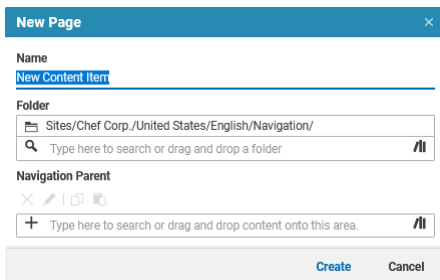 New Page
Name
New Content Item
Folder
Sites/Chef Corp./United States/English/Navigation/
Type here to search or drag and drop a folder
Navigation Parent
Type here to search or drag and drop content onto this area.
Create Cancel